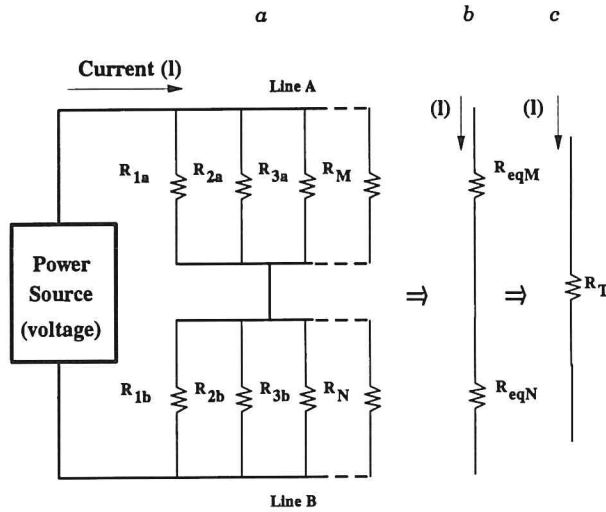 a b c
Current (I)
Line A
(I) (I)
R1a R2a R3a RM
ReqM
Power
Source
(voltage)
⇒ ⇒
RT
R1b R2b R3b RN
ReqN
Line B